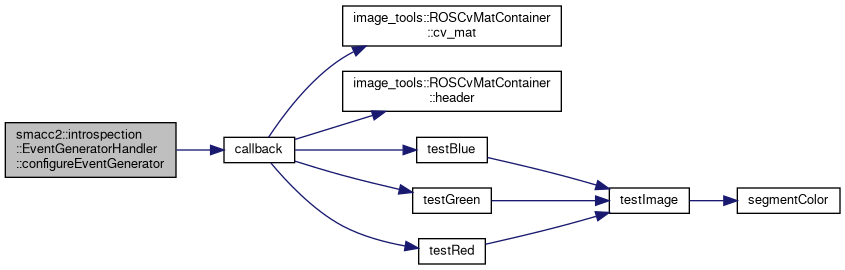 smacc2::introspection
::EventGeneratorHandler
::configureEventGenerator
callback
image_tools::ROSCvMatContainer
::cv_mat
image_tools::ROSCvMatContainer
::header
testBlue
testGreen
testRed
testImage
segmentColor